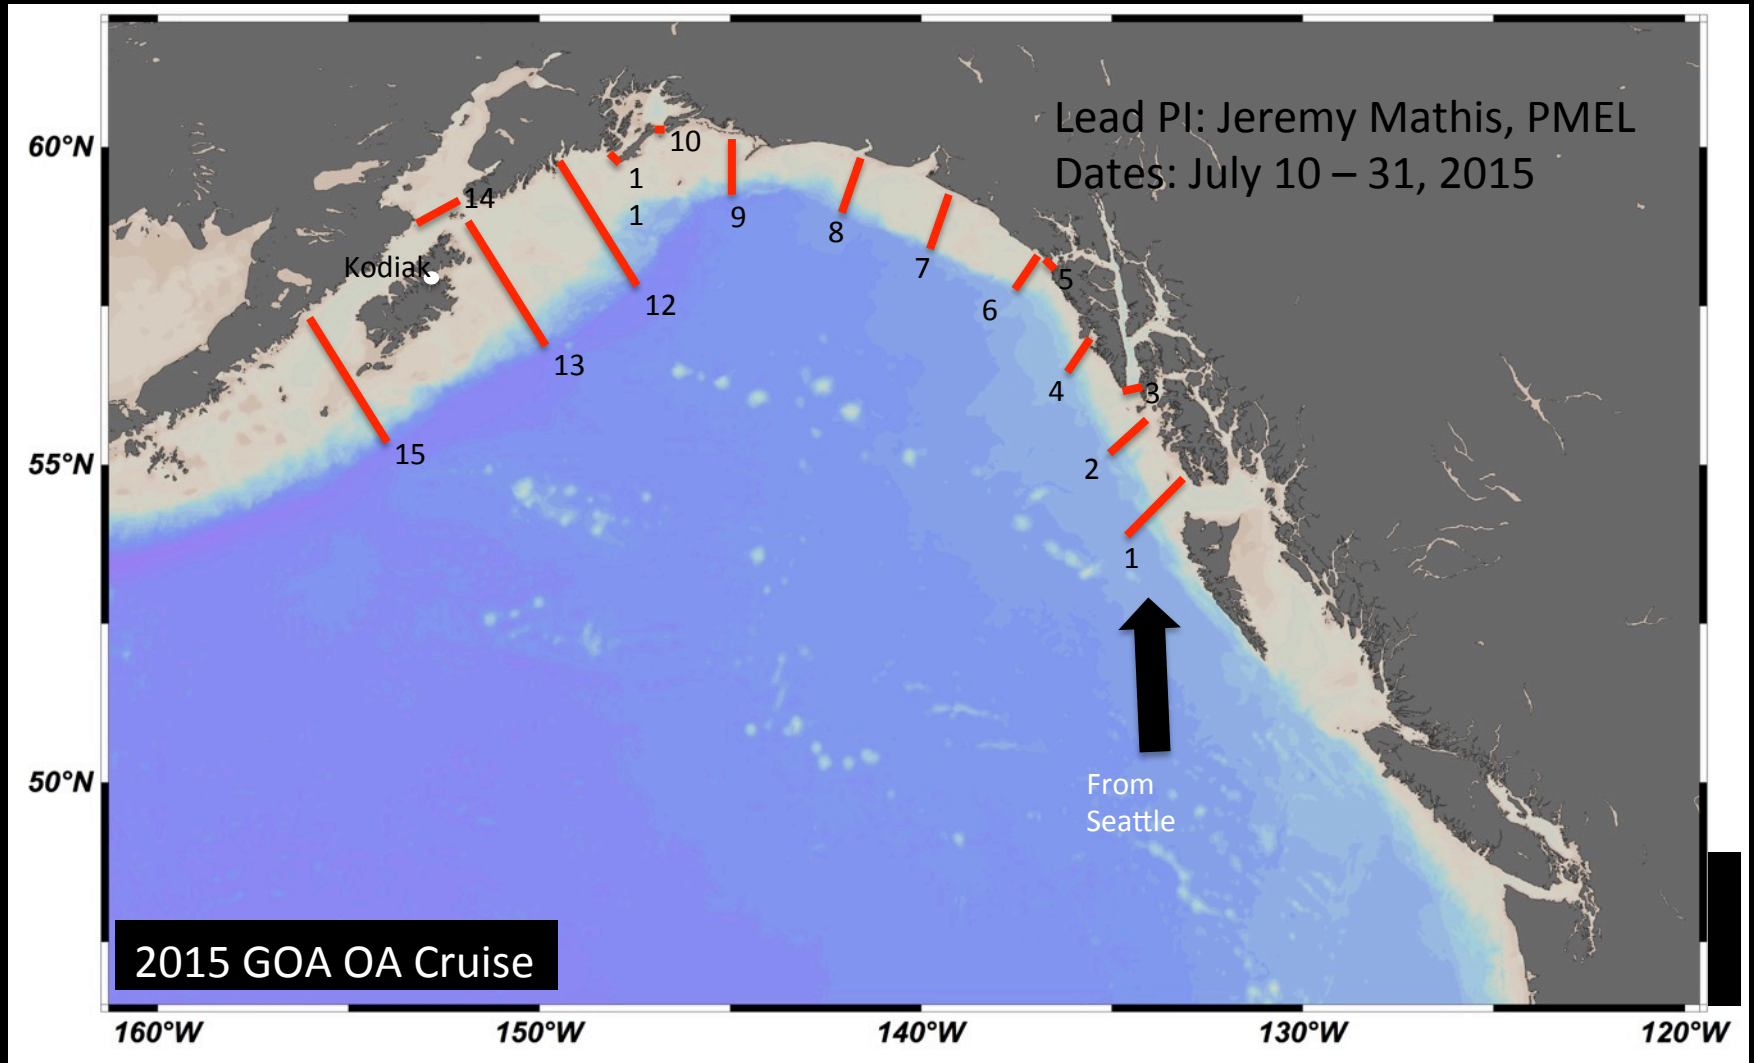 Lead PI: Jeremy Mathis, PMEL
Dates: July 10 – 31, 2015
60°N
55°N
50°N
10
1
1
9
8
7
14
Kodiak
12
13
15
6
5
4
3
2
1
From
Seattle
2015 GOA OA Cruise
160°W
150°W
140°W
130°W
120°W